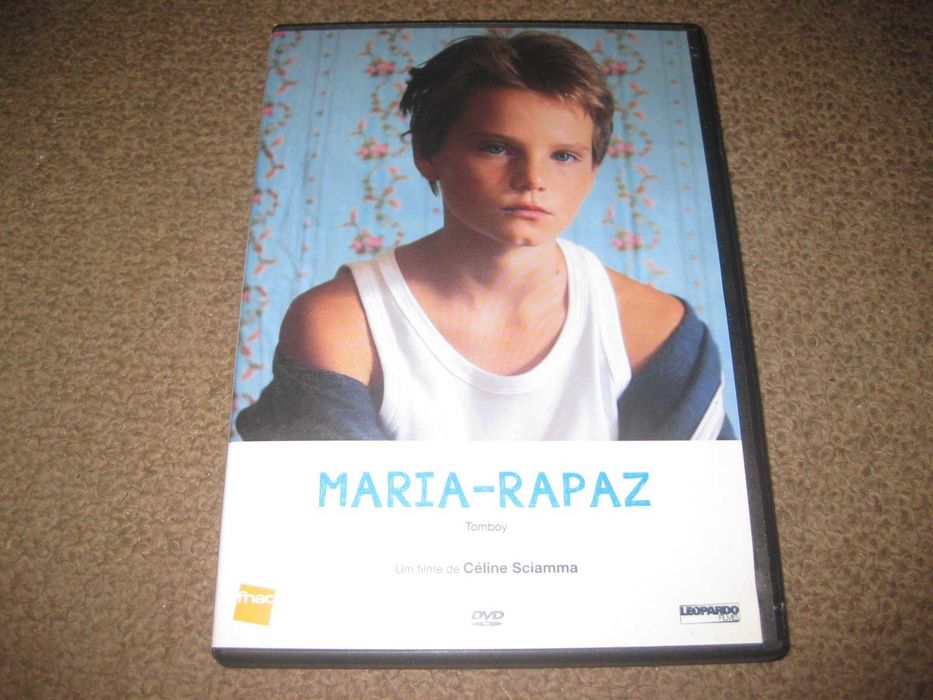 MARIA-RAPAZ
Tomboy
Um filme de Céline Sciamma
fnac
DVD
LEOPARDO
FILMES